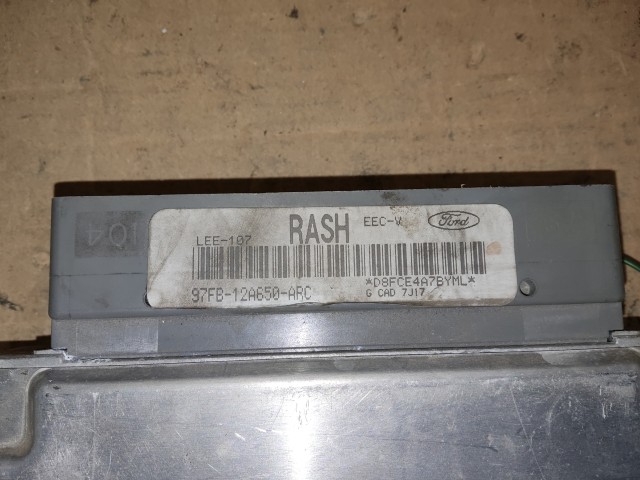 104
LEE-107 RASH EEC-V Ford
97FB-12A650-ARC *D8FCE4A7BYML*
G CAD 7J17